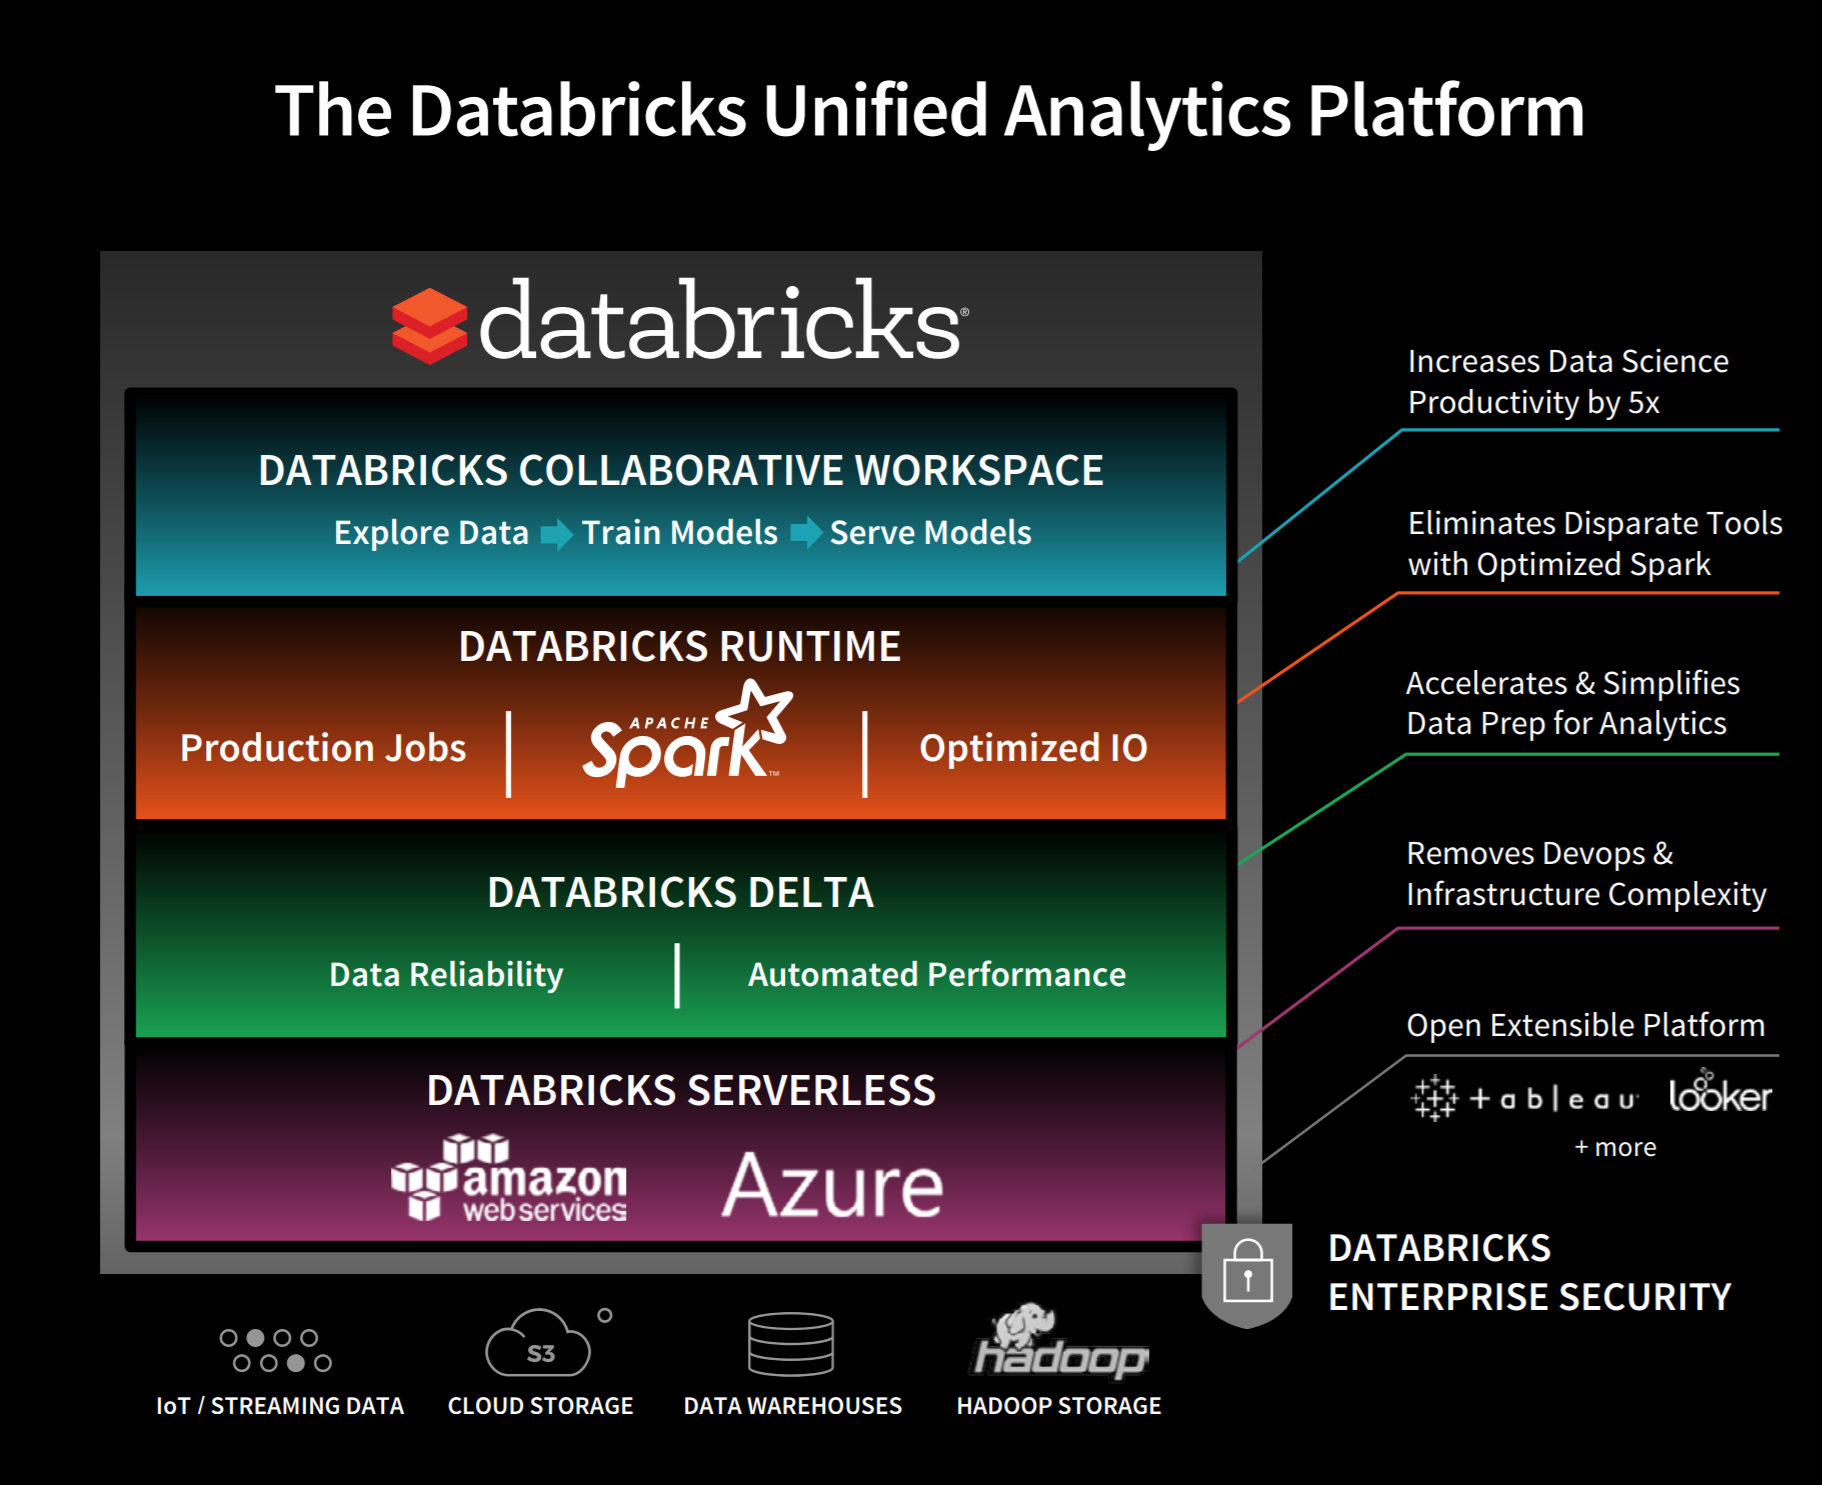 The Databricks Unified Analytics Platform
databricks®
DATABRICKS COLLABORATIVE WORKSPACE
Explore Data Train Models Serve Models
DATABRICKS RUNTIME
Production Jobs
APACHE
Spark™
Optimized IO
DATABRICKS DELTA
Data Reliability
Automated Performance
DATABRICKS SERVERLESS
amazon
webservices
Azure
Increases Data Science
Productivity by 5x
Eliminates Disparate Tools
with Optimized Spark
Accelerates & Simplifies
Data Prep for Analytics
Removes Devops &
Infrastructure Complexity
Open Extensible Platform
tableau looker
+ more
DATABRICKS
ENTERPRISE SECURITY
S3
hadoop
IoT / STREAMING DATA
CLOUD STORAGE
DATA WAREHOUSES
HADOOP STORAGE